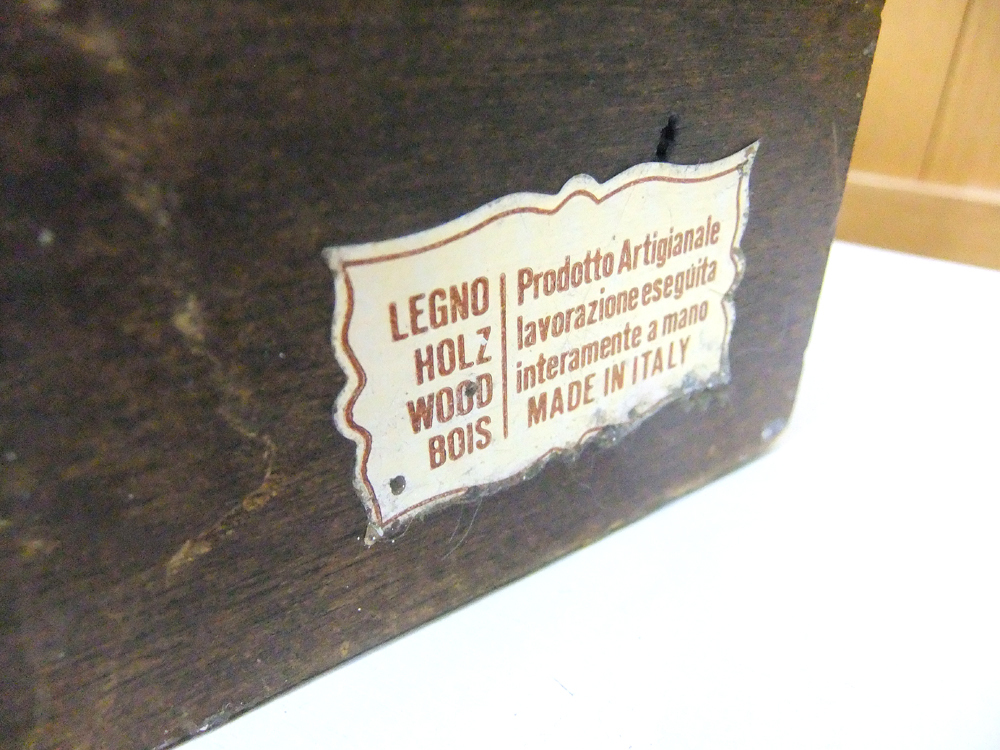 LEGNO
HOLZ
WOOD
BOIS
Prodotto Artigianale
lavorazione eseguita
interamente a mano
MADE IN ITALY